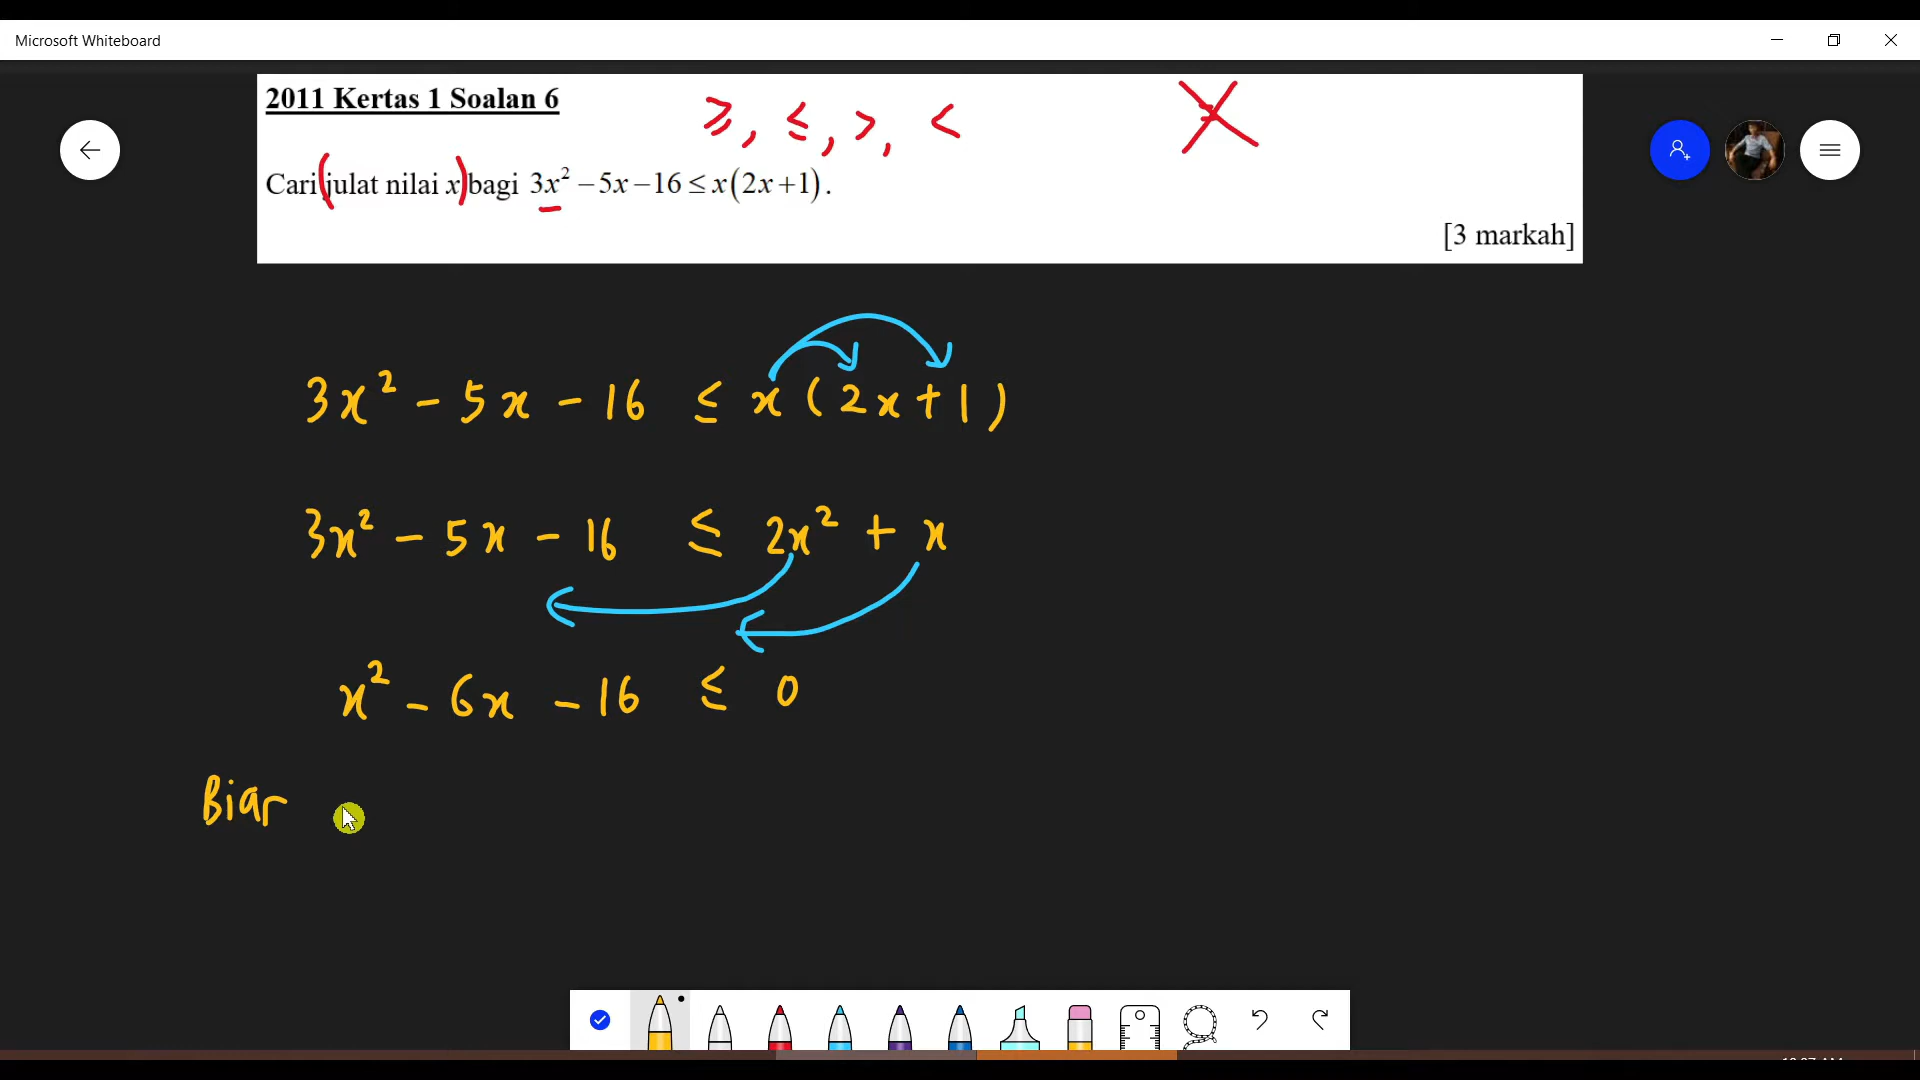 Microsoft Whiteboard
2011 Kertas 1 Soalan 6
≥, ≤, >, <
Cari julat nilai x bagi 3x² − 5x − 16 ≤ x(2x + 1).
[3 markah]
3x² − 5x − 16 ≤ x(2x + 1)
3x² − 5x − 16 ≤ 2x² + x
x² − 6x − 16 ≤ 0
Biar